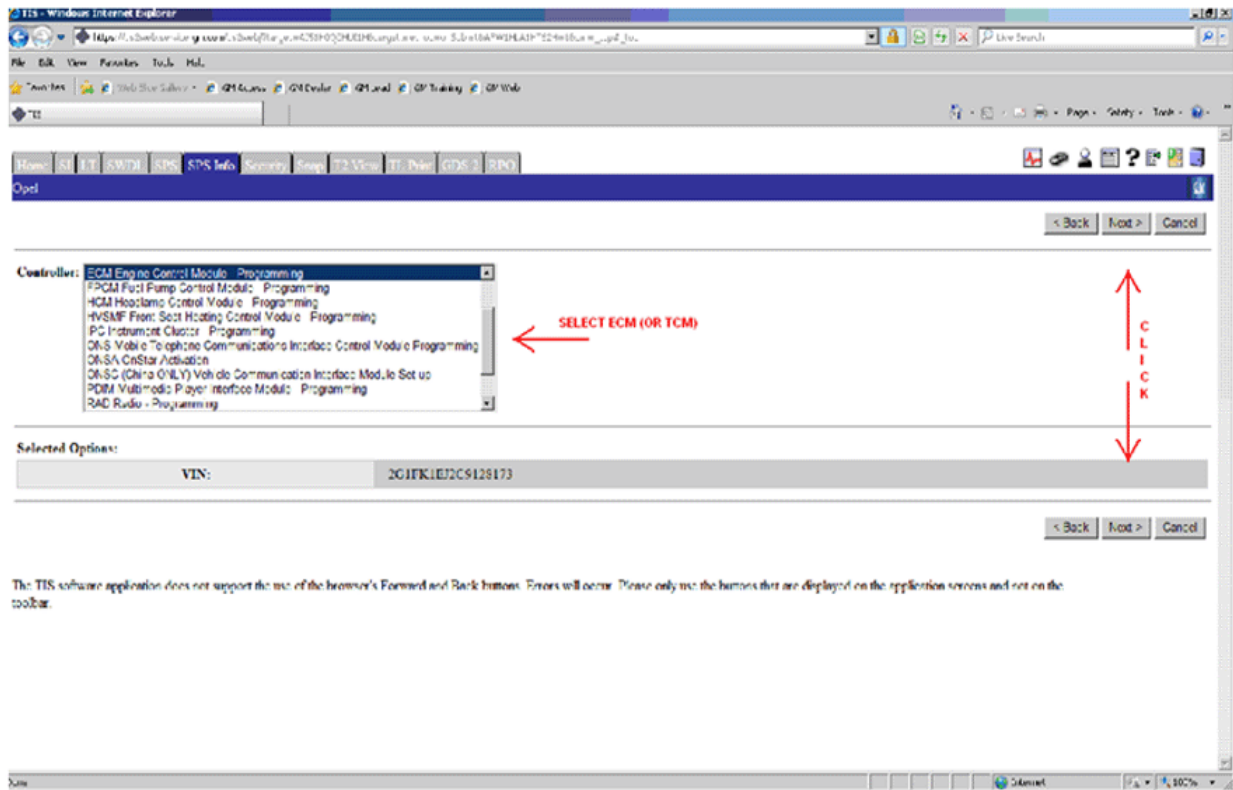 TIS - Windows Internet Explorer
Live Search
View Favorites Tools
Favorites GM Access GM Dealer GM Lead GM Training GM Web
TIS Page Safety Tools
Home SI LT SWDL SPS SPS Info Security Snap T2 View TL Print GDS 2 RPO
Opel
< Back Next > Cancel
Controller:
ECM Engine Control Module - Programming
FPCM Fuel Pump Control Module - Programming
HCM Headlamp Control Module - Programming
HVSMF Front Seat Heating Control Module - Programming
IPC Instrument Cluster - Programming
ONS Mobile Telephone Communications Interface Control Module Programming
ONSA OnStar Activation
ONSC (China ONLY) Vehicle Communication Interface Module Set up
PDIM Multimedia Player Interface Module - Programming
RAD Radio - Programming
SELECT ECM (OR TCM)
C
L
I
C
K
Selected Options:
VIN: 2G1FK1EJ2C9128173
< Back Next > Cancel
The TIS software application does not support the use of the browser's Forward and Back buttons. Errors will occur. Please only use the buttons that are displayed on the application screens and not on the
toolbar.
Internet 100%